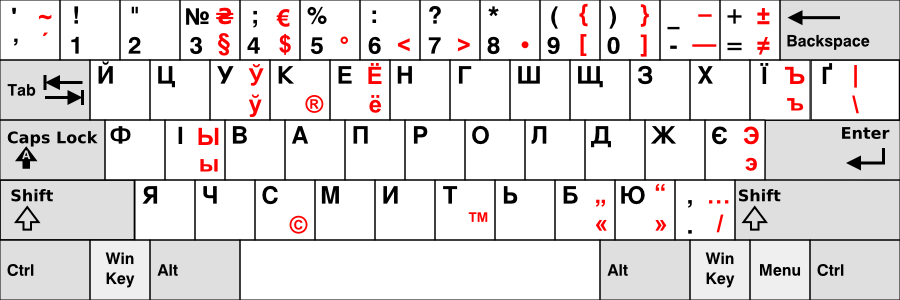 ' ~ ! " № ₴ ; € % : ? * ( { ) } _ – + ±
' ´ 1 2 3 § 4 $ 5 ° 6 < 7 > 8 • 9 [ 0 ] - — = ≠ Backspace
Tab Й Ц У Ў К Е Ё Н Г Ш Щ З Х Ї Ъ Ґ |
ў ® ё ъ \
Caps Lock Ф І Ы В А П Р О Л Д Ж Є Э Enter
A ы э
Shift Я Ч С М И Т Ь Б „ Ю “ , … Shift
© ™ « » . /
Ctrl Win Key Alt Alt Win Key Menu Ctrl